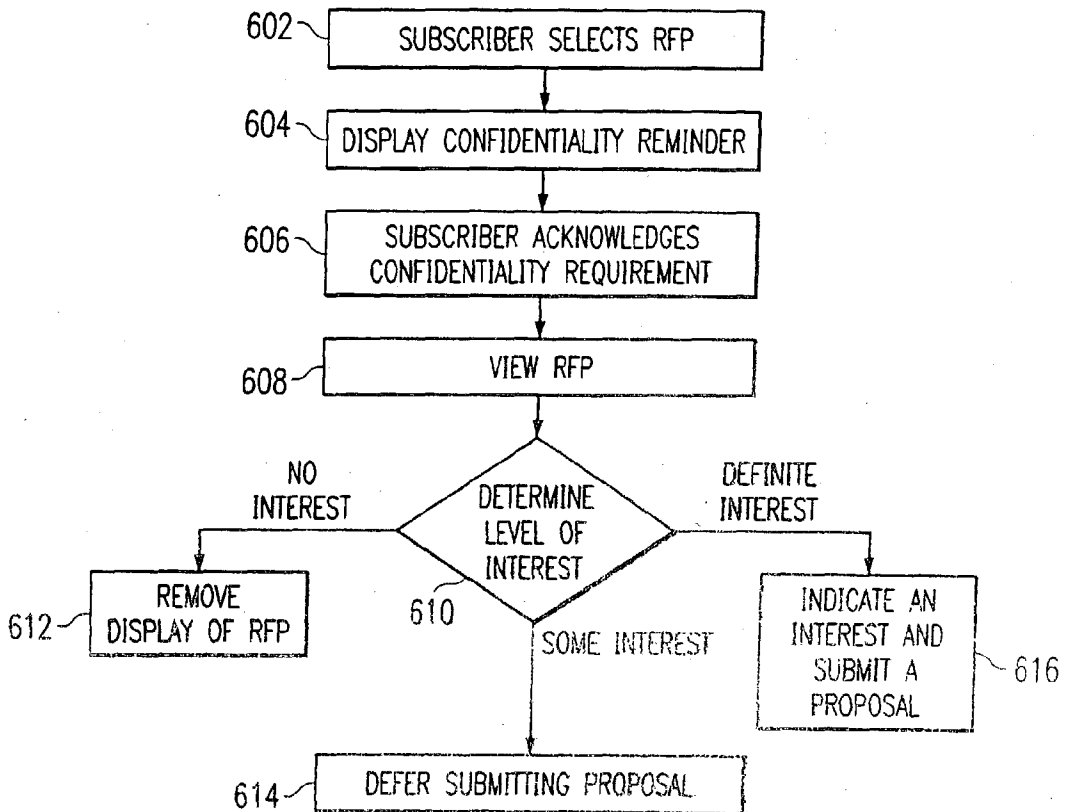 602
SUBSCRIBER SELECTS RFP
604
DISPLAY CONFIDENTIALITY REMINDER
606
SUBSCRIBER ACKNOWLEDGES
CONFIDENTIALITY REQUIREMENT
608
VIEW RFP
NO
INTEREST
DETERMINE
LEVEL OF
INTEREST
610
DEFINITE
INTEREST
612
REMOVE
DISPLAY OF RFP
SOME INTEREST
INDICATE AN
INTEREST AND
SUBMIT A
PROPOSAL
616
614
DEFER SUBMITTING PROPOSAL